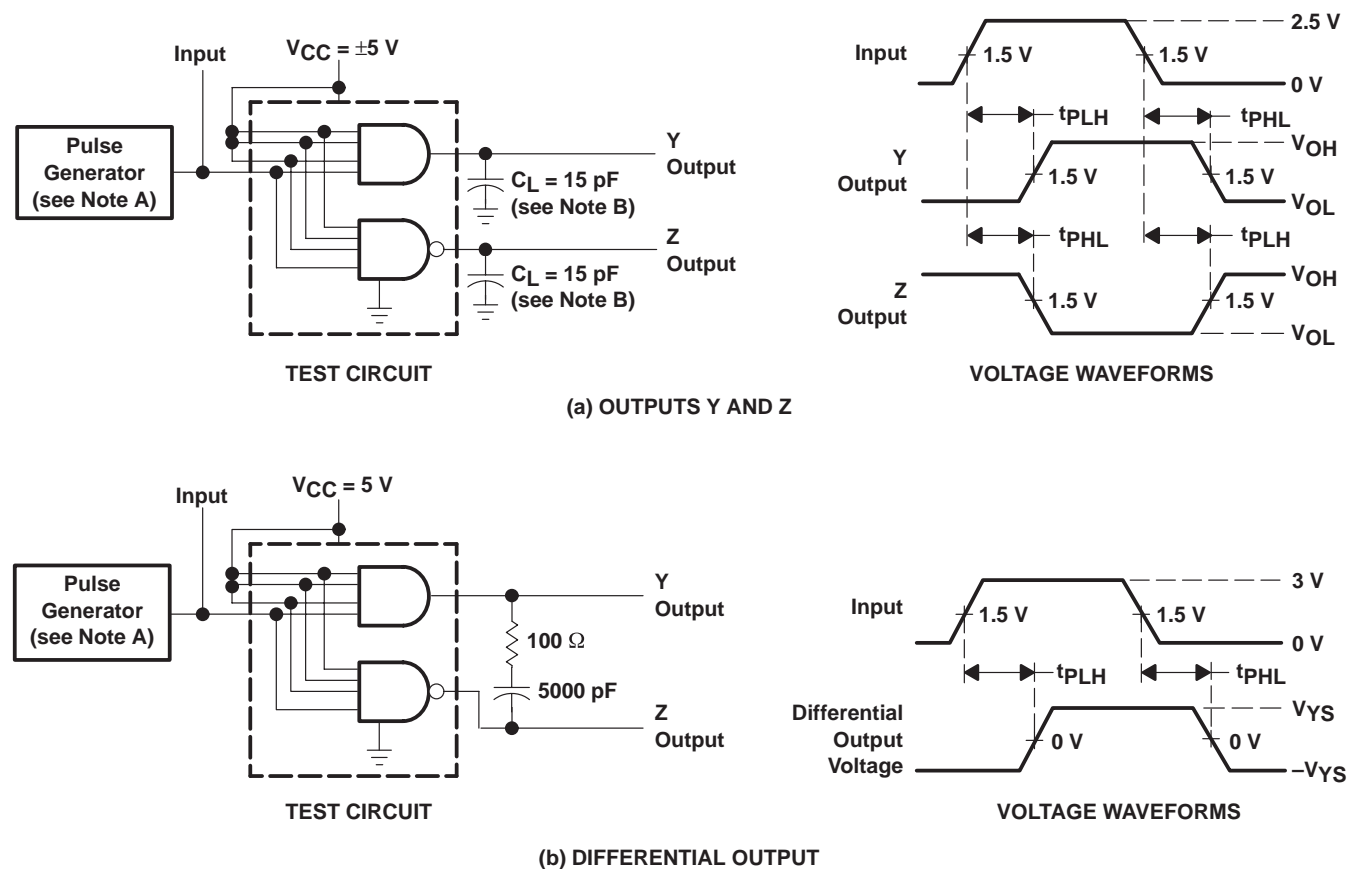 VCC = ±5 V
Input
Pulse
Generator
(see Note A)
Y
Output
CL = 15 pF
(see Note B)
Z
Output
CL = 15 pF
(see Note B)
TEST CIRCUIT
2.5 V
Input
1.5 V
1.5 V
0 V
tPLH
tPHL
VOH
Y
Output
1.5 V
1.5 V
VOL
tPHL
tPLH
VOH
Z
Output
1.5 V
1.5 V
VOL
VOLTAGE WAVEFORMS
(a) OUTPUTS Y AND Z
VCC = 5 V
Input
Pulse
Generator
(see Note A)
Y
Output
100 Ω
5000 pF
Z
Output
TEST CIRCUIT
3 V
Input
1.5 V
1.5 V
0 V
tPLH
tPHL
VYS
Differential
Output
Voltage
0 V
0 V
–VYS
VOLTAGE WAVEFORMS
(b) DIFFERENTIAL OUTPUT